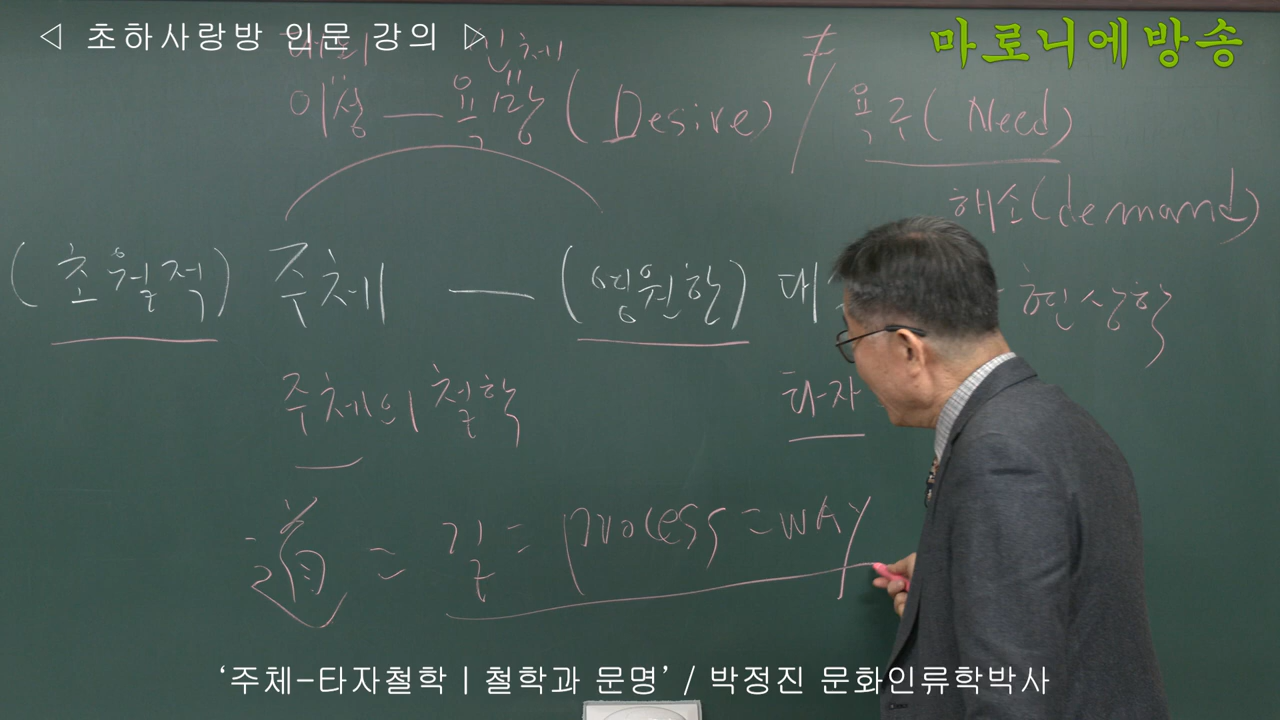 ◁ 초하사랑방 인문 강의 ▷
마로니에방송
≠
이성 — 욕망 ( Desire ) / 욕구 ( Need )
해소 (demand)
(초월적) 주체 — (영원한) 대
현상학
주체의 철학
타자
道 = 길 = process = WAY
‘주체-타자철학 | 철학과 문명’ / 박정진 문화인류학박사